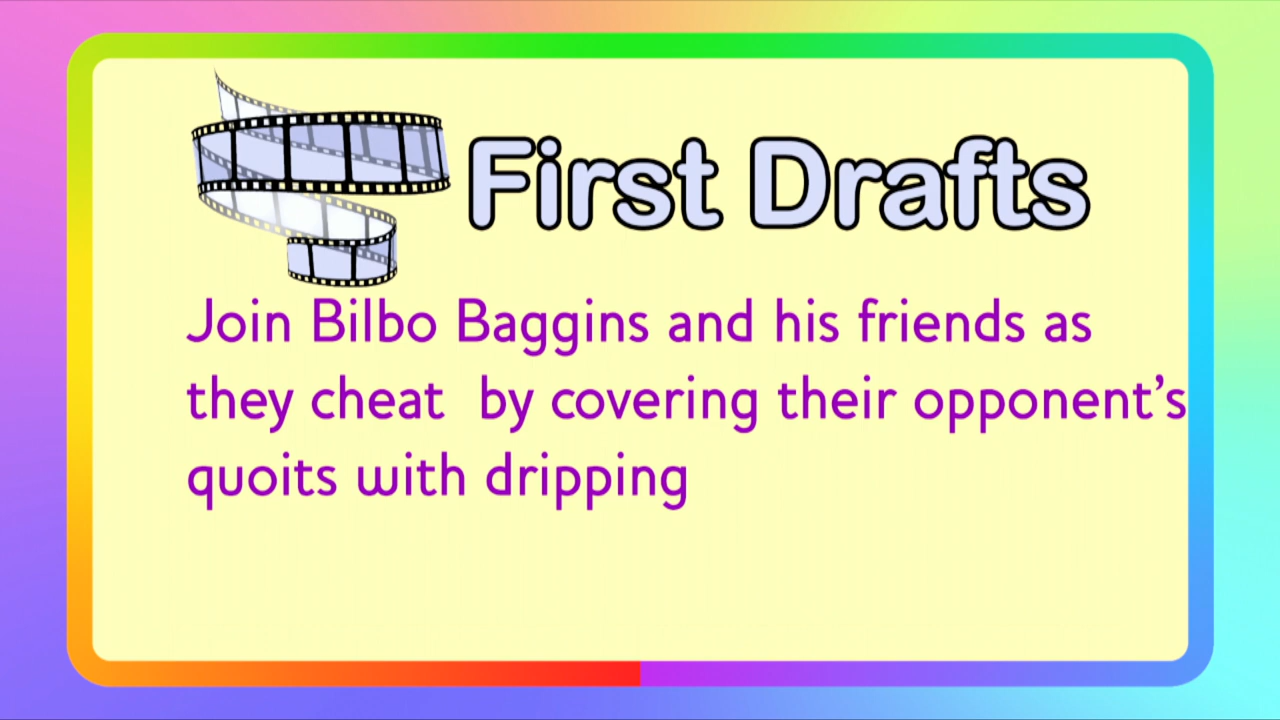 First Drafts
Join Bilbo Baggins and his friends as
they cheat  by covering their opponent’s
quoits with dripping